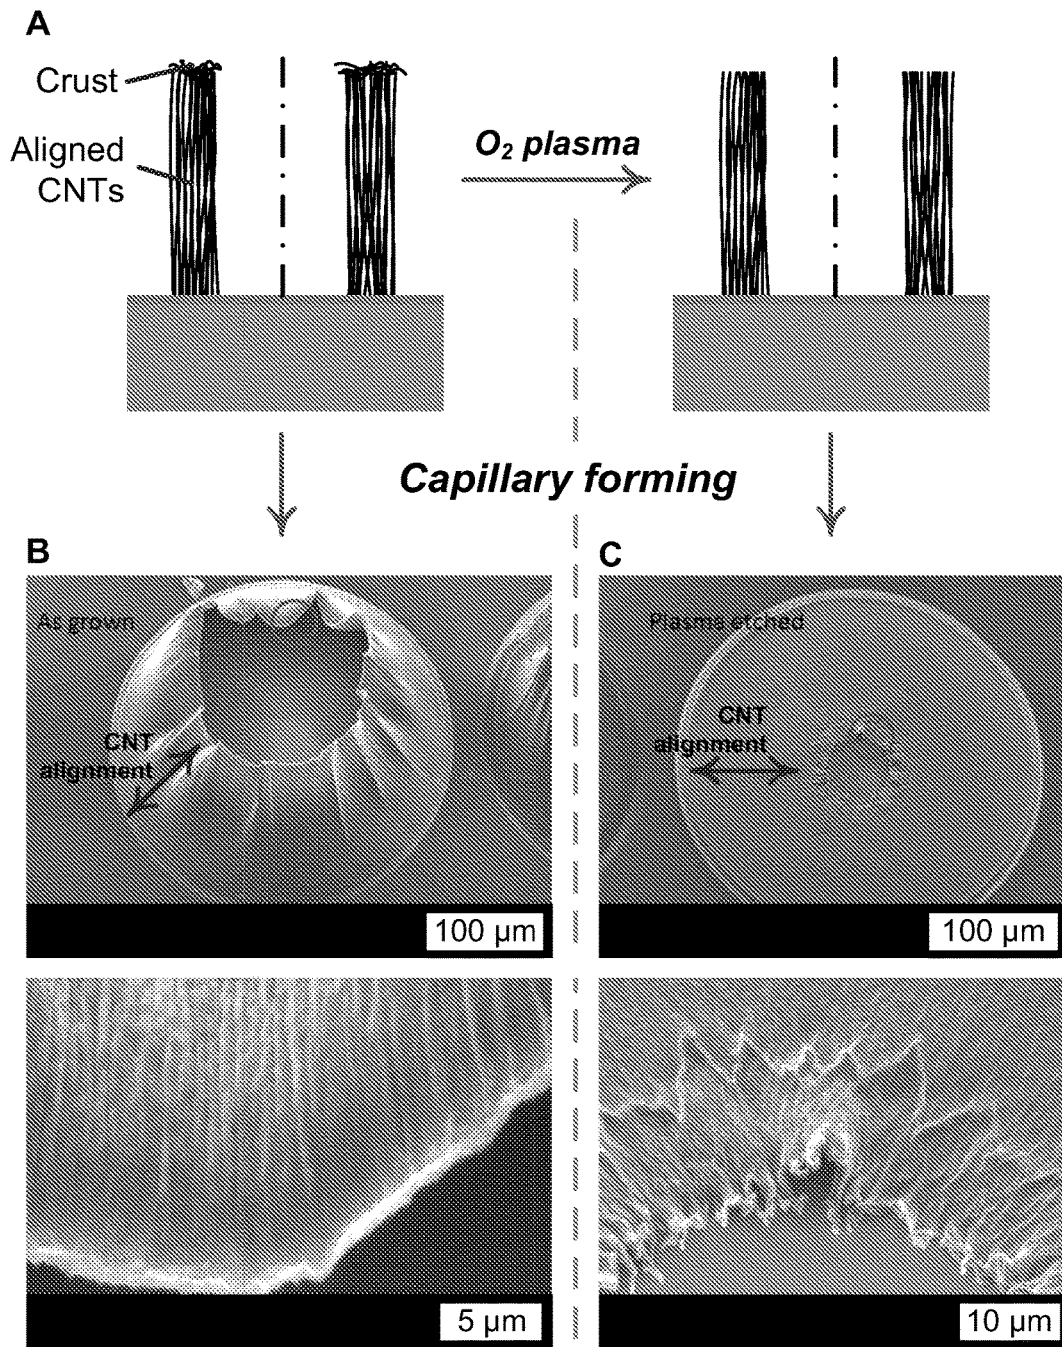 A
Crust
Aligned
CNTs
O₂ plasma
Capillary forming
B
As grown
CNT
alignment
100 µm
5 µm
C
Plasma etched
CNT
alignment
100 µm
10 µm